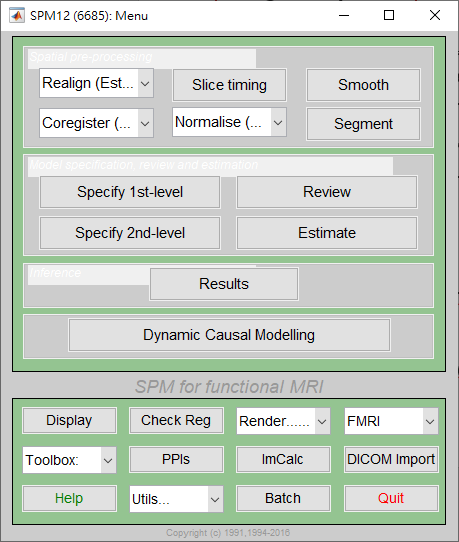 SPM12 (6685): Menu
Spatial pre-processing
Realign (Est... Slice timing Smooth
Coregister (... Normalise (... Segment
Model specification, review and estimation
Specify 1st-level Review
Specify 2nd-level Estimate
Inference
Results
Dynamic Causal Modelling
SPM for functional MRI
Display Check Reg Render...... FMRI
Toolbox: PPIs ImCalc DICOM Import
Help Utils... Batch Quit
Copyright (c) 1991,1994-2016